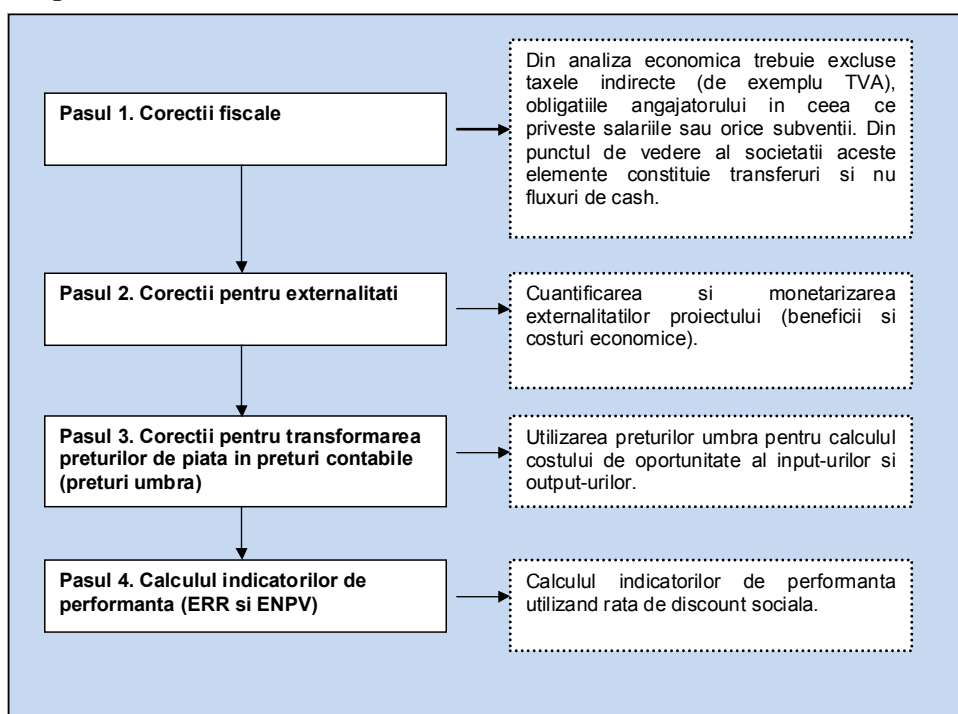 Pasul 1. Corectii fiscale
Din analiza economica trebuie excluse
taxele indirecte (de exemplu TVA),
obligatiile angajatorului in ceea ce
priveste salariile sau orice subventii. Din
punctul de vedere al societatii aceste
elemente constituie transferuri si nu
fluxuri de cash.
Pasul 2. Corectii pentru externalitati
Cuantificarea si monetarizarea
externalitatilor proiectului (beneficii si
costuri economice).
Pasul 3. Corectii pentru transformarea
preturilor de piata in preturi contabile
(preturi umbra)
Utilizarea preturilor umbra pentru calculul
costului de oportunitate al input-urilor si
output-urilor.
Pasul 4. Calculul indicatorilor de
performanta (ERR si ENPV)
Calculul indicatorilor de performanta
utilizand rata de discount sociala.